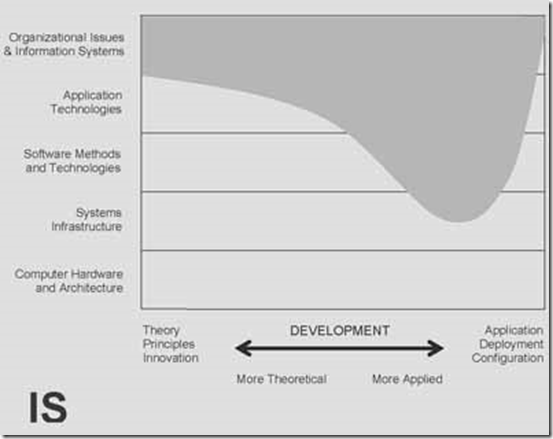 Organizational Issues
& Information Systems
Application
Technologies
Software Methods
and Technologies
Systems
Infrastructure
Computer Hardware
and Architecture
Theory
Principles
Innovation
DEVELOPMENT
Application
Deployment
Configuration
More Theoretical
More Applied
IS